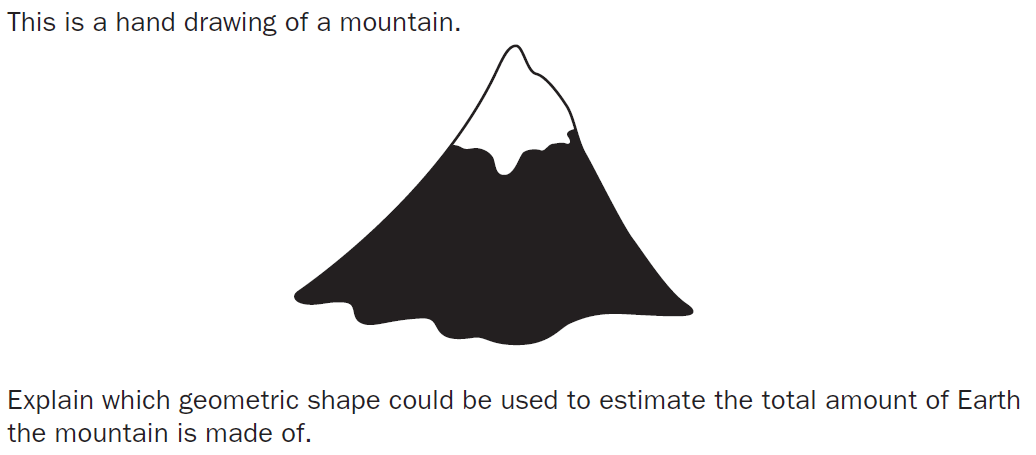 This is a hand drawing of a mountain.
Explain which geometric shape could be used to estimate the total amount of Earth
the mountain is made of.